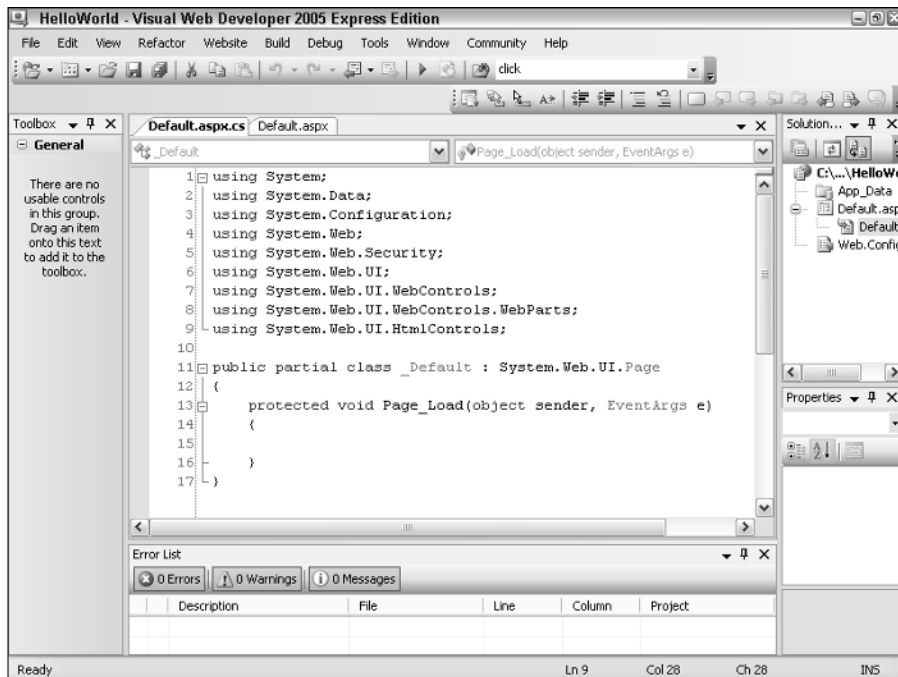 HelloWorld - Visual Web Developer 2005 Express Edition
File Edit View Refactor Website Build Debug Tools Window Community Help
click
Toolbox
General
There are no
usable controls
in this group.
Drag an item
onto this text
to add it to the
toolbox.
Default.aspx.cs Default.aspx
_Default Page_Load(object sender, EventArgs e)
1 using System;
2 using System.Data;
3 using System.Configuration;
4 using System.Web;
5 using System.Web.Security;
6 using System.Web.UI;
7 using System.Web.UI.WebControls;
8 using System.Web.UI.WebControls.WebParts;
9 using System.Web.UI.HtmlControls;
10
11 public partial class _Default : System.Web.UI.Page
12 {
13 protected void Page_Load(object sender, EventArgs e)
14 {
15
16 }
17 }
Solution...
C:\...\HelloWo
App_Data
Default.asp
Default
Web.Config
Properties
Error List
0 Errors 0 Warnings 0 Messages
Description File Line Column Project
Ready Ln 9 Col 28 Ch 28 INS